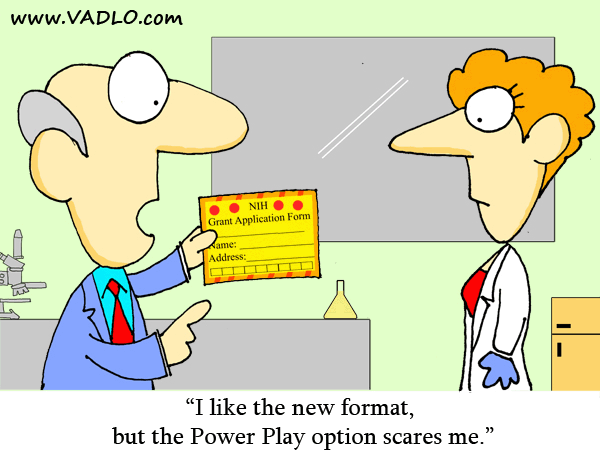 www.VADLO.com
NIH
Grant Application Form
Name:
Address:
“I like the new format,
but the Power Play option scares me.”